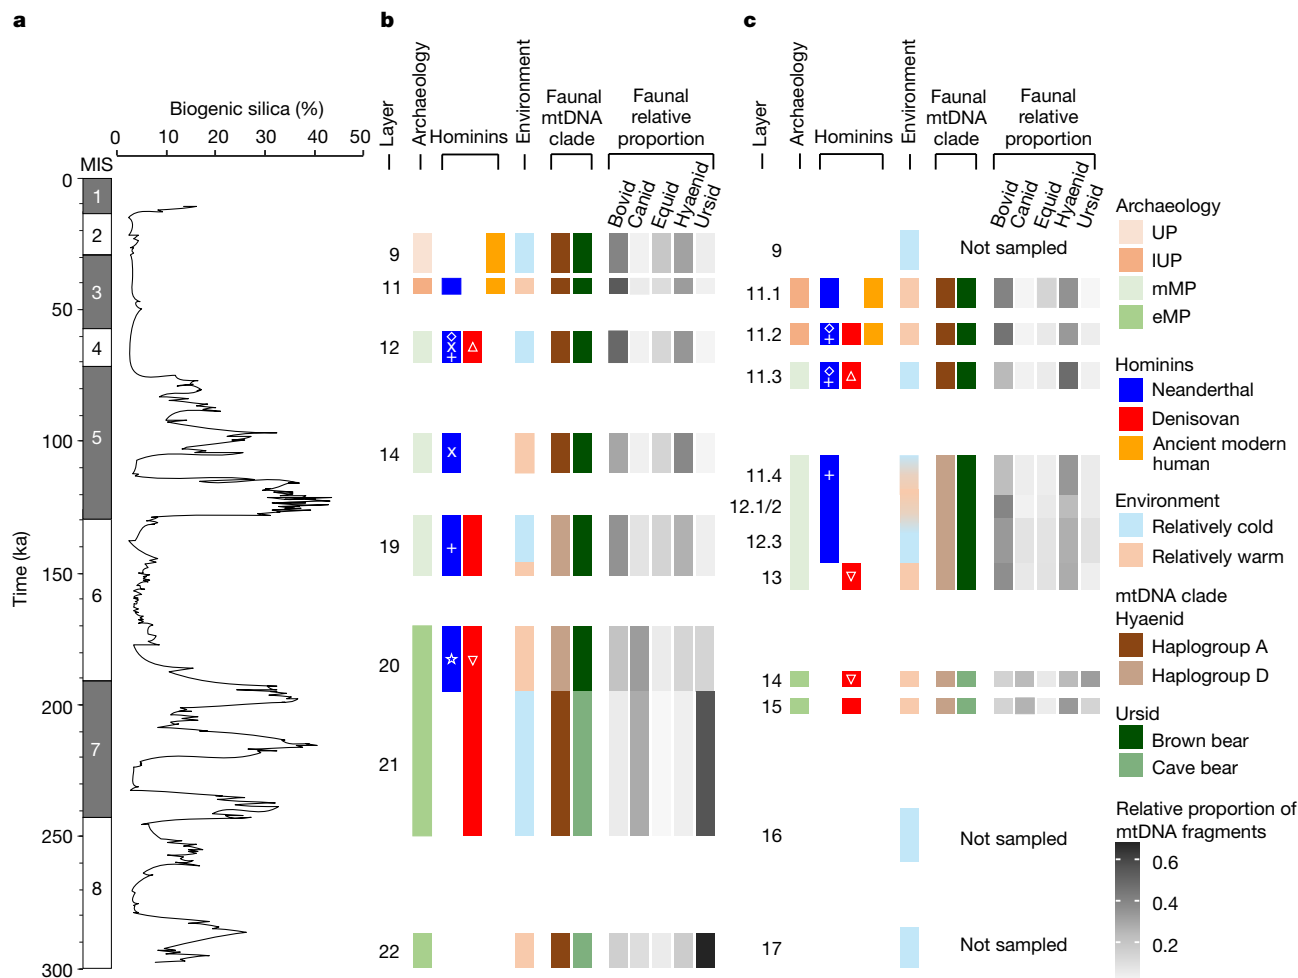 a
Biogenic silica (%)
0 10 20 30 40 50
MIS
0
50
100
150
200
250
300
Time (ka)
1
2
3
4
5
6
7
8
b
Layer
Archaeology
Hominins
Environment
Faunal
mtDNA
clade
Faunal
relative
proportion
Bovid
Canid
Equid
Hyaenid
Ursid
9
11
12
14
19
20
21
22
c
Layer
Archaeology
Hominins
Environment
Faunal
mtDNA
clade
Faunal
relative
proportion
Bovid
Canid
Equid
Hyaenid
Ursid
9
Not sampled
11.1
11.2
11.3
11.4
12.1/2
12.3
13
14
15
16
Not sampled
17
Not sampled
Archaeology
UP
IUP
mMP
eMP
Hominins
Neanderthal
Denisovan
Ancient modern
human
Environment
Relatively cold
Relatively warm
mtDNA clade
Hyaenid
Haplogroup A
Haplogroup D
Ursid
Brown bear
Cave bear
Relative proportion of
mtDNA fragments
0.6
0.4
0.2